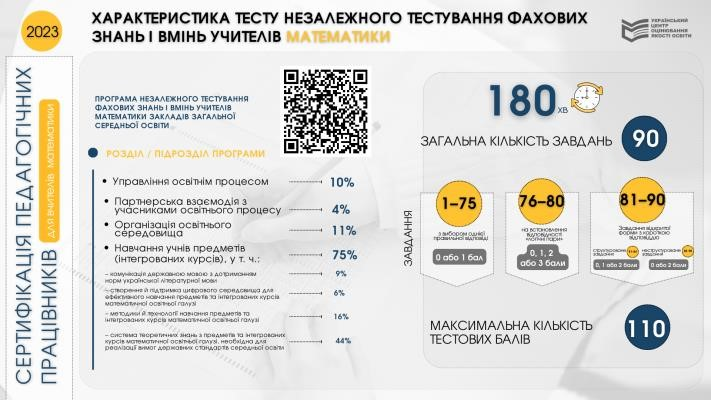 2023
ХАРАКТЕРИСТИКА ТЕСТУ НЕЗАЛЕЖНОГО ТЕСТУВАННЯ ФАХОВИХ
ЗНАНЬ І ВМІНЬ УЧИТЕЛІВ МАТЕМАТИКИ
УКРАЇНСЬКИЙ
ЦЕНТР
ОЦІНЮВАННЯ
ЯКОСТІ ОСВІТИ
СЕРТИФІКАЦІЯ ПЕДАГОГІЧНИХ
ПРАЦІВНИКІВ
для вчителів математики
ПРОГРАМА НЕЗАЛЕЖНОГО ТЕСТУВАННЯ
ФАХОВИХ ЗНАНЬ І ВМІНЬ УЧИТЕЛІВ
МАТЕМАТИКИ ЗАКЛАДІВ ЗАГАЛЬНОЇ
СЕРЕДНЬОЇ ОСВІТИ
РОЗДІЛ / ПІДРОЗДІЛ ПРОГРАМИ
• Управління освітнім процесом 10%
• Партнерська взаємодія з
учасниками освітнього процесу 4%
• Організація освітнього
середовища 11%
• Навчання учнів предметів
(інтегрованих курсів), у т. ч.: 75%
– комунікація державною мовою з дотриманням
норм української літературної мови 9%
– створення й підтримка цифрового середовища для
ефективного навчання предметів та інтегрованих курсів
математичної освітньої галузі 6%
– методики й технології навчання предметів та
інтегрованих курсів математичної освітньої галузі 16%
– система теоретичних знань з предметів та інтегрованих
курсів математичної освітньої галузі, необхідна для
реалізації вимог державних стандартів середньої освіти 44%
180 ХВ
ЗАГАЛЬНА КІЛЬКІСТЬ ЗАВДАНЬ 90
ЗАВДАННЯ
1–75
з вибором однієї
правильної відповіді
0 або 1 бал
76–80
на встановлення
відповідності
«логічні пари»
0, 1, 2
або 3 бали
81–90
Завдання відкритої
форми з короткою
відповіддю
структуроване
завдання
0, 1 або 2 бали
неструктуроване
завдання
0 або 2 бали
МАКСИМАЛЬНА КІЛЬКІСТЬ
ТЕСТОВИХ БАЛІВ 110